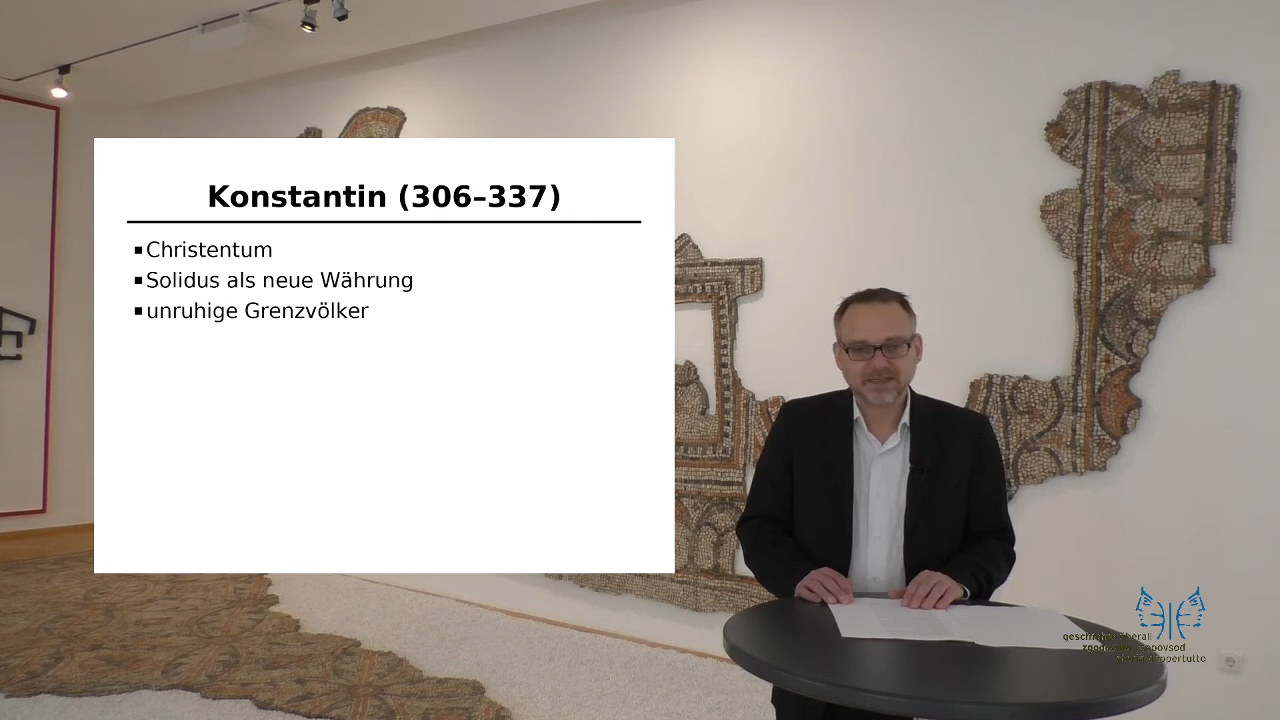 Konstantin (306–337)
▪Christentum
▪Solidus als neue Währung
▪unruhige Grenzvölker
geschichte überall